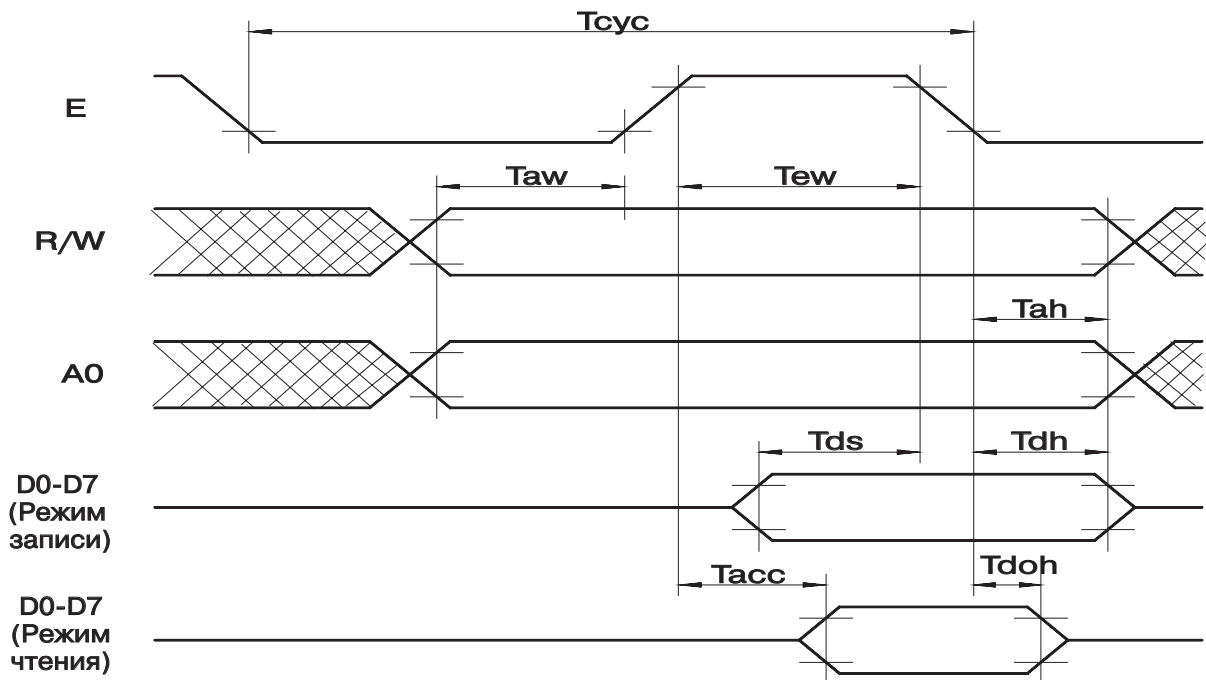 Tcyc
E
Taw
Tew
R/W
Tah
A0
Tds
Tdh
D0-D7
(Режим
записи)
Tacc
Tdoh
D0-D7
(Режим
чтения)